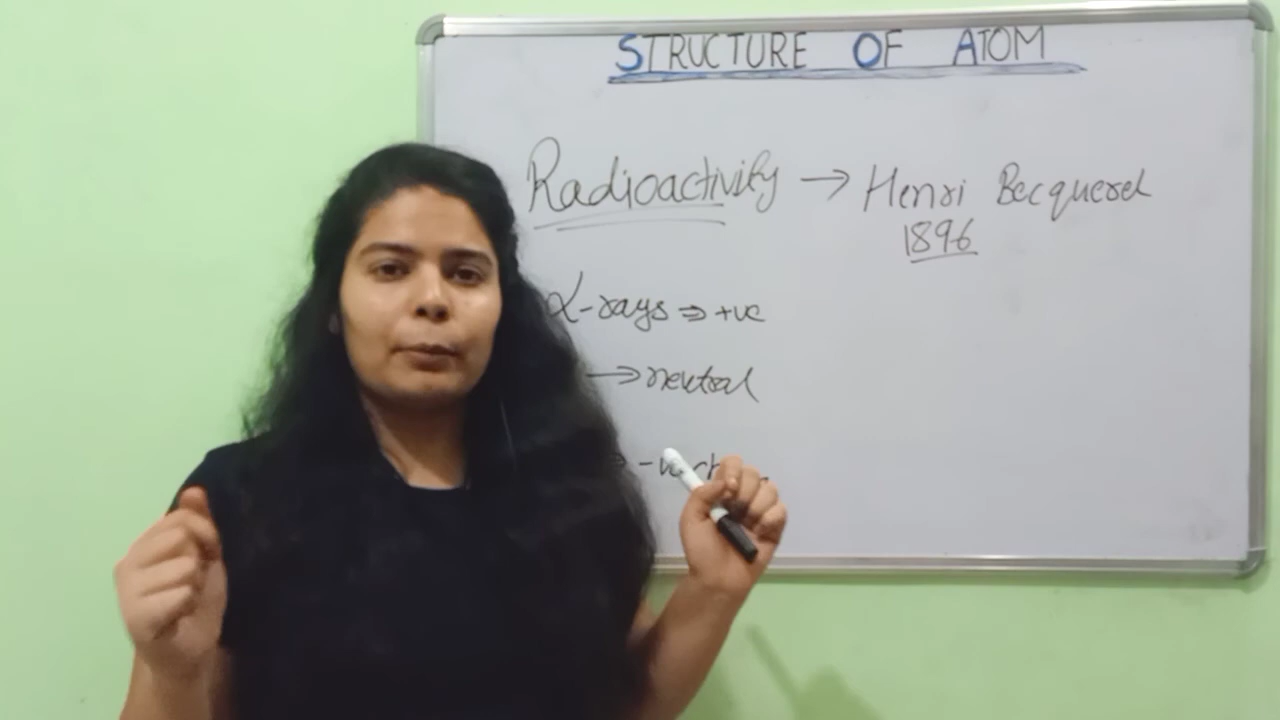 STRUCTURE OF ATOM
Radioactivity → Henri Becquerel
1896
α-rays ⇒ +ve
→ neutral